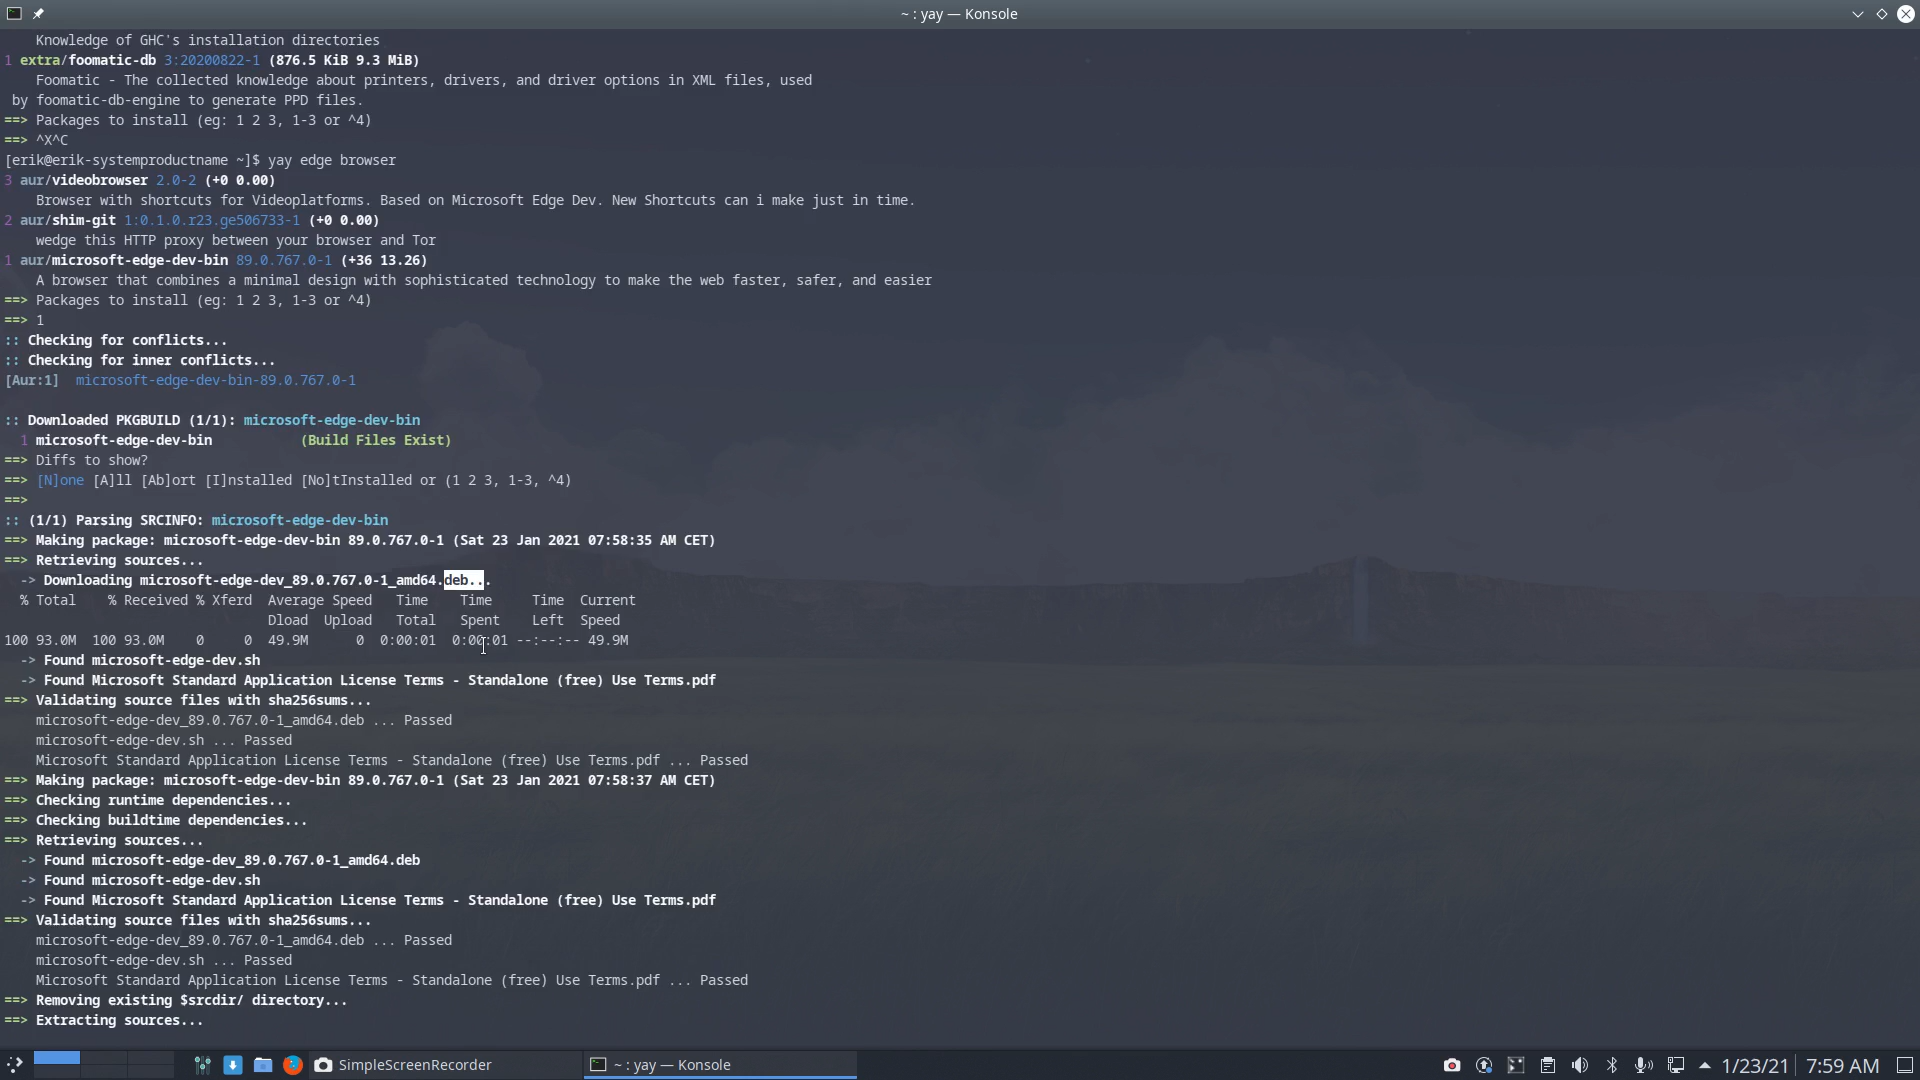 ~ : yay — Konsole
Knowledge of GHC's installation directories
1 extra/foomatic-db 3:20200822-1 (876.5 KiB 9.3 MiB)
Foomatic - The collected knowledge about printers, drivers, and driver options in XML files, used
by foomatic-db-engine to generate PPD files.
==> Packages to install (eg: 1 2 3, 1-3 or ^4)
==> ^X^C
[erik@erik-systemproductname ~]$ yay edge browser
3 aur/videobrowser 2.0-2 (+0 0.00)
Browser with shortcuts for Videoplatforms. Based on Microsoft Edge Dev. New Shortcuts can i make just in time.
2 aur/shim-git 1:0.1.0.r23.ge506733-1 (+0 0.00)
wedge this HTTP proxy between your browser and Tor
1 aur/microsoft-edge-dev-bin 89.0.767.0-1 (+36 13.26)
A browser that combines a minimal design with sophisticated technology to make the web faster, safer, and easier
==> Packages to install (eg: 1 2 3, 1-3 or ^4)
==> 1
:: Checking for conflicts...
:: Checking for inner conflicts...
[Aur:1]  microsoft-edge-dev-bin-89.0.767.0-1
:: Downloaded PKGBUILD (1/1): microsoft-edge-dev-bin
1 microsoft-edge-dev-bin (Build Files Exist)
==> Diffs to show?
==> [N]one [A]ll [Ab]ort [I]nstalled [No]tInstalled or (1 2 3, 1-3, ^4)
==>
:: (1/1) Parsing SRCINFO: microsoft-edge-dev-bin
==> Making package: microsoft-edge-dev-bin 89.0.767.0-1 (Sat 23 Jan 2021 07:58:35 AM CET)
==> Retrieving sources...
-> Downloading microsoft-edge-dev_89.0.767.0-1_amd64.deb...
% Total % Received % Xferd Average Speed Time Time Time Current
Dload Upload Total Spent Left Speed
100 93.0M 100 93.0M 0 0 49.9M 0 0:00:01 0:00:01 --:--:-- 49.9M
-> Found microsoft-edge-dev.sh
-> Found Microsoft Standard Application License Terms - Standalone (free) Use Terms.pdf
==> Validating source files with sha256sums...
microsoft-edge-dev_89.0.767.0-1_amd64.deb ... Passed
microsoft-edge-dev.sh ... Passed
Microsoft Standard Application License Terms - Standalone (free) Use Terms.pdf ... Passed
==> Making package: microsoft-edge-dev-bin 89.0.767.0-1 (Sat 23 Jan 2021 07:58:37 AM CET)
==> Checking runtime dependencies...
==> Checking buildtime dependencies...
==> Retrieving sources...
-> Found microsoft-edge-dev_89.0.767.0-1_amd64.deb
-> Found microsoft-edge-dev.sh
-> Found Microsoft Standard Application License Terms - Standalone (free) Use Terms.pdf
==> Validating source files with sha256sums...
microsoft-edge-dev_89.0.767.0-1_amd64.deb ... Passed
microsoft-edge-dev.sh ... Passed
Microsoft Standard Application License Terms - Standalone (free) Use Terms.pdf ... Passed
==> Removing existing $srcdir/ directory...
==> Extracting sources...
SimpleScreenRecorder ~ : yay — Konsole 1/23/21 7:59 AM